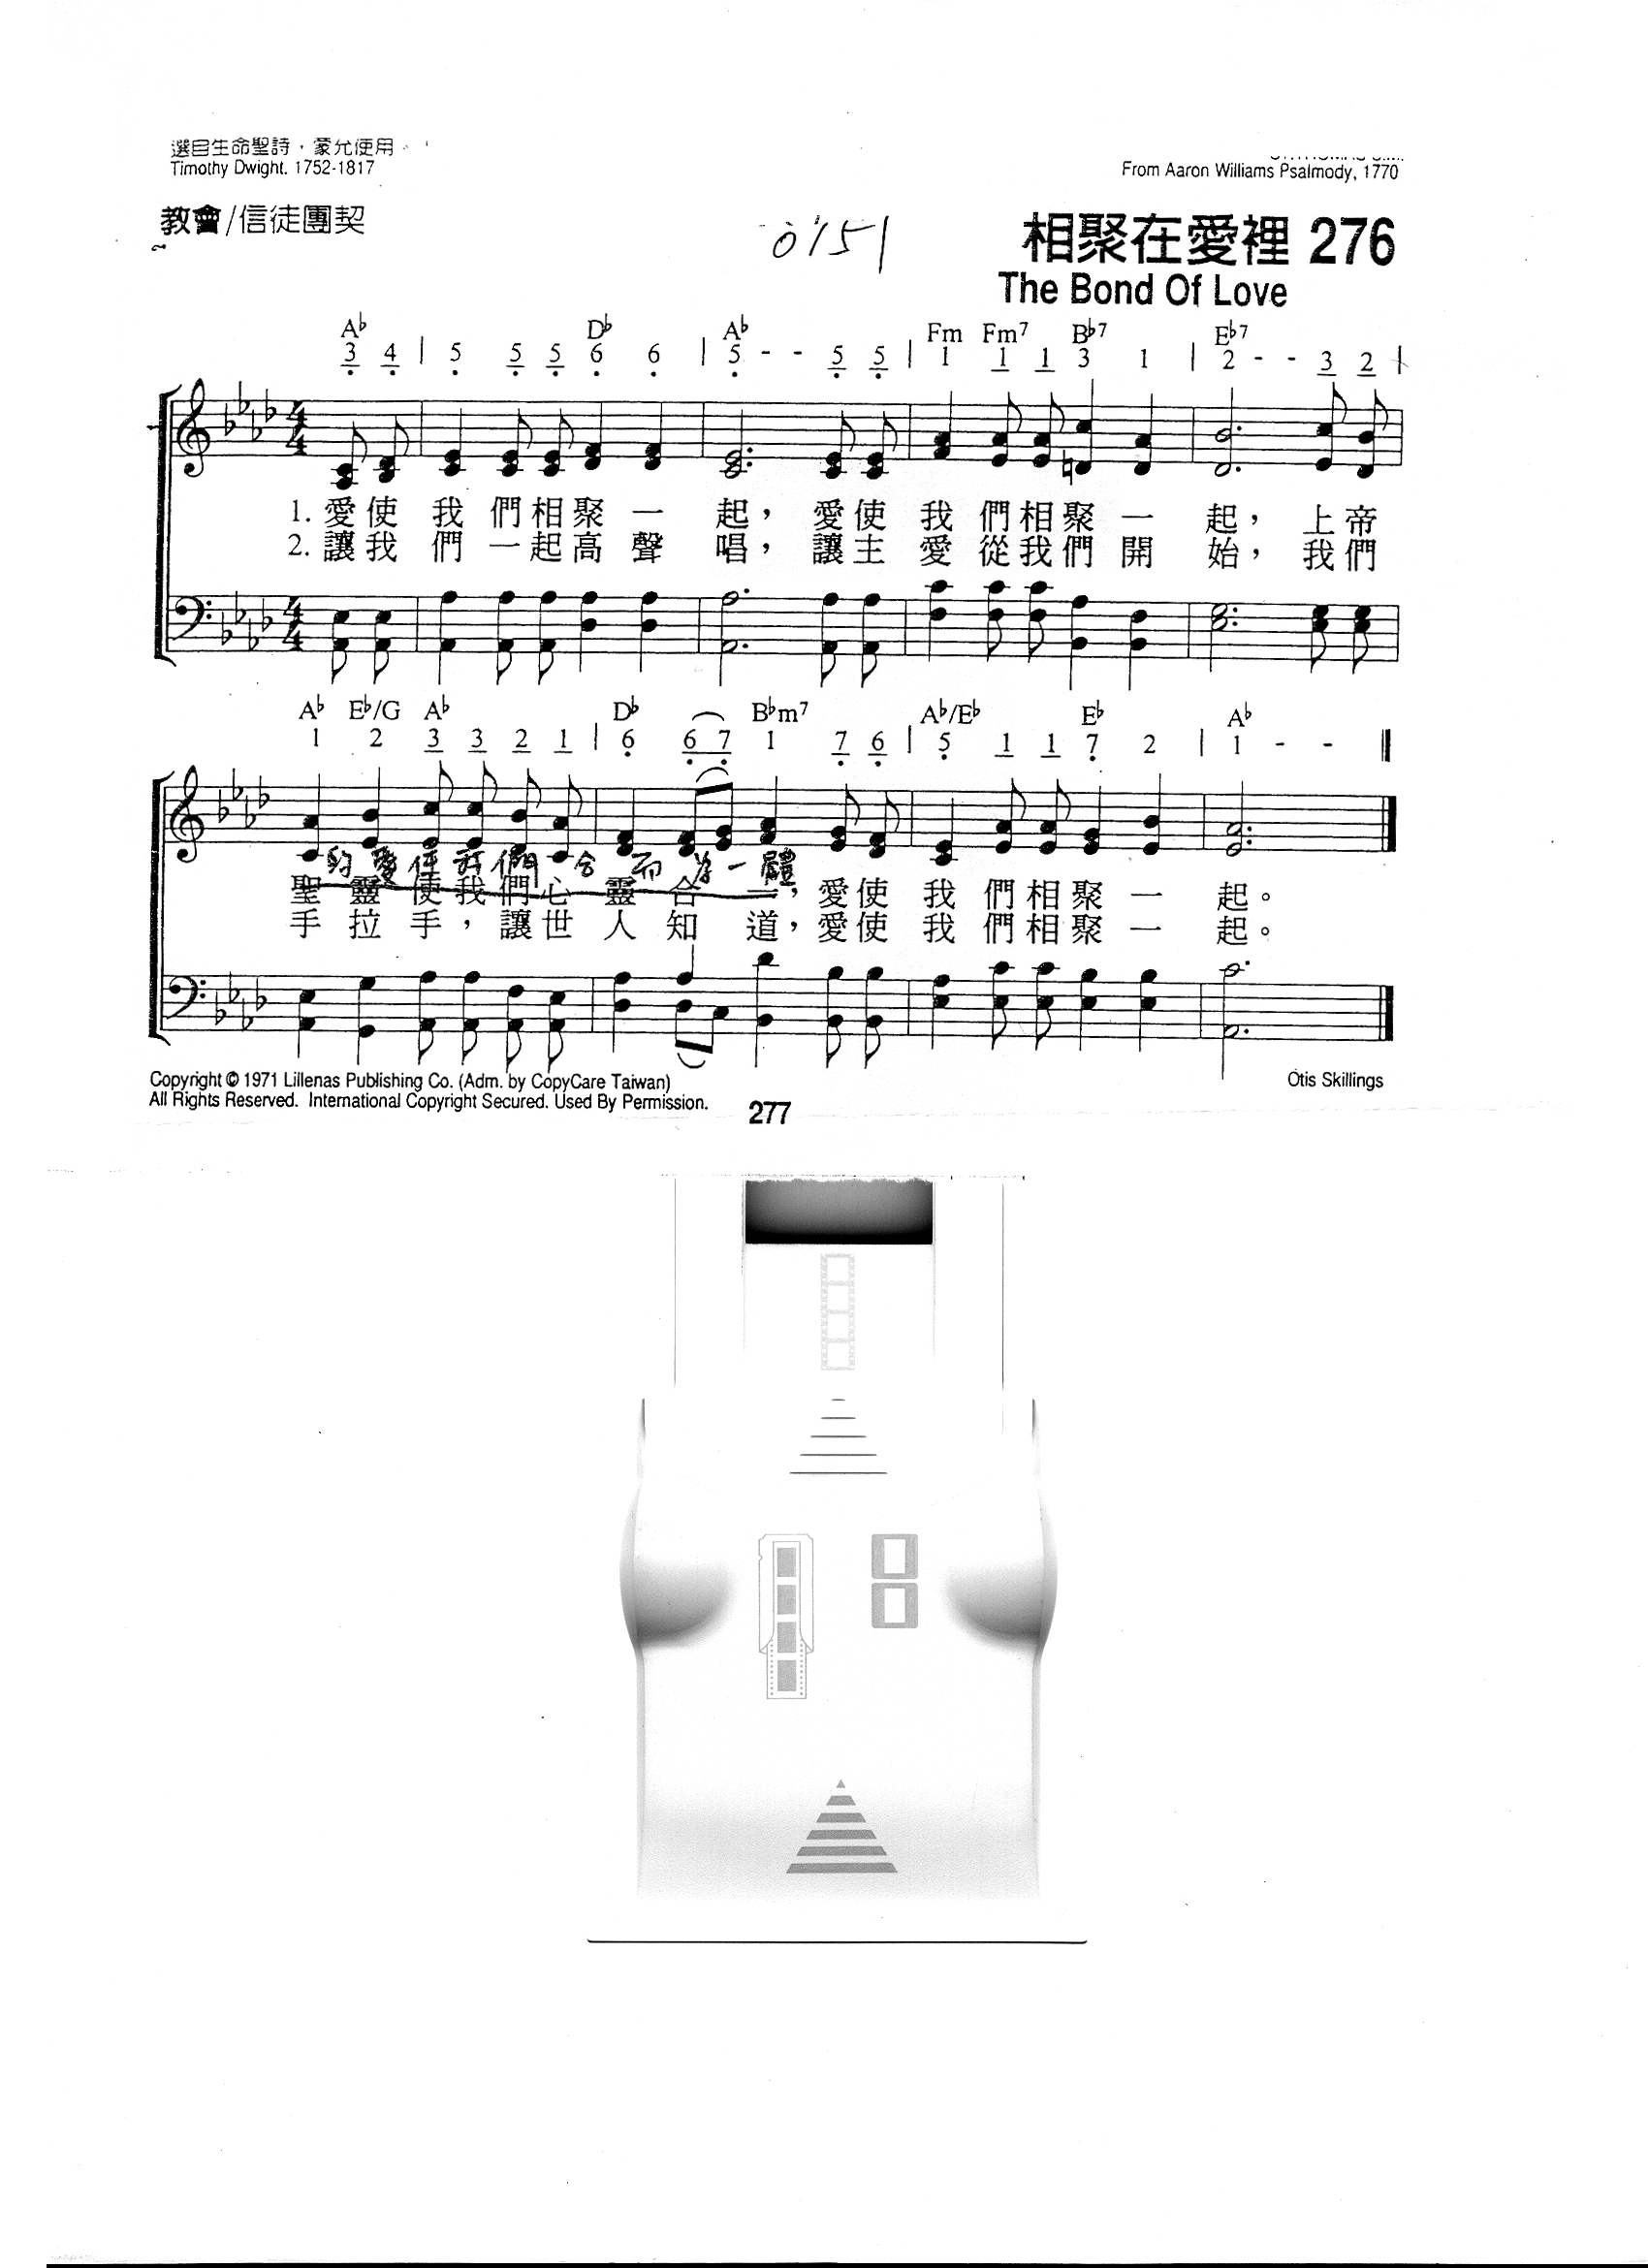 選自生命聖詩，蒙允使用。
Timothy Dwight. 1752-1817
From Aaron Williams Psalmody, 1770
教會/信徒團契
0151
相聚在愛裡 276
The Bond Of Love
A♭ D♭ A♭ Fm Fm7 B♭7 E♭7
3 4 | 5 5 5 6 6 | 5 - - 5 5 | 1 1 1 3 1 | 2 - - 3 2 |
4 4
1. 愛使我們相聚一起，愛使我們相聚一起，上帝
2. 讓我們一起高聲唱，讓主愛從我們開始，我們
4 4
A♭ E♭/G A♭ D♭ B♭m7 A♭/E♭ E♭ A♭
1 2 3 3 2 1 | 6 6 7 1 7 6 | 5 1 1 7 2 | 1 - - ‖
的愛使我們合而為一體
聖靈使我們心靈合一，愛使我們相聚一起。
手拉手，讓世人知道，愛使我們相聚一起。
Copyright © 1971 Lillenas Publishing Co. (Adm. by CopyCare Taiwan)
Otis Skillings
All Rights Reserved. International Copyright Secured. Used By Permission.
277